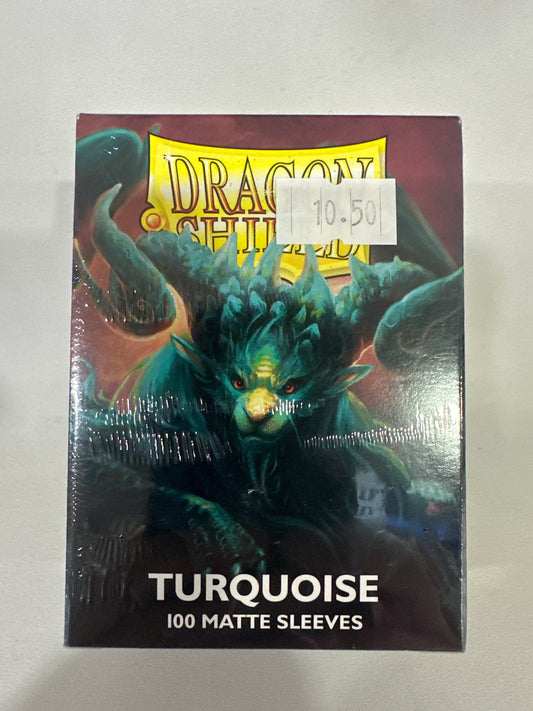 DRAGON
SHIELD
10.50
TURQUOISE
100 MATTE SLEEVES